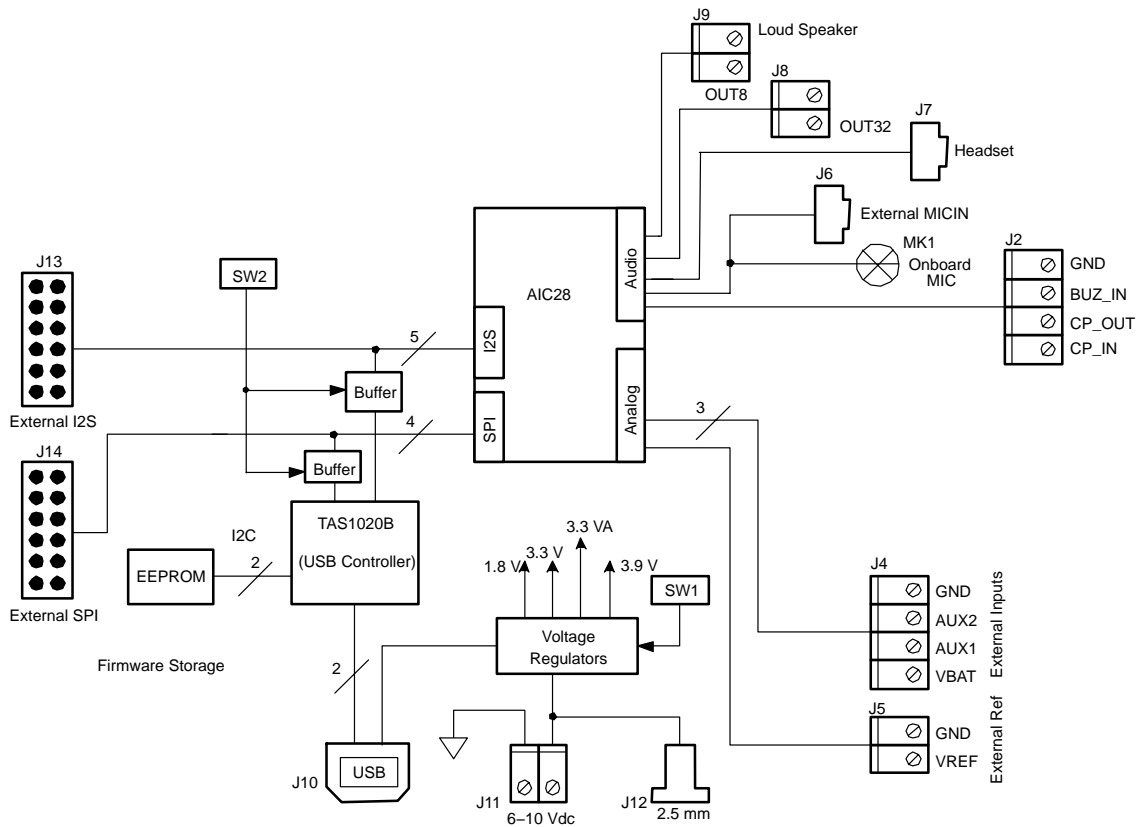 J9
Loud Speaker
OUT8
J8
OUT32
J7
Headset
J6
External MICIN
MK1
Onboard
MIC
J2
GND
BUZ_IN
CP_OUT
CP_IN
J13
External I2S
SW2
AIC28
Audio
I2S
SPI
Analog
5
Buffer
4
3
J14
External SPI
Buffer
TAS1020B
(USB Controller)
I2C
2
EEPROM
Firmware Storage
2
1.8 V
3.3 V
3.3 VA
3.9 V
SW1
Voltage
Regulators
J4
GND
AUX2
AUX1
VBAT
External Inputs
J5
GND
VREF
External Ref
J10
USB
J11
6–10 Vdc
J12
2.5 mm